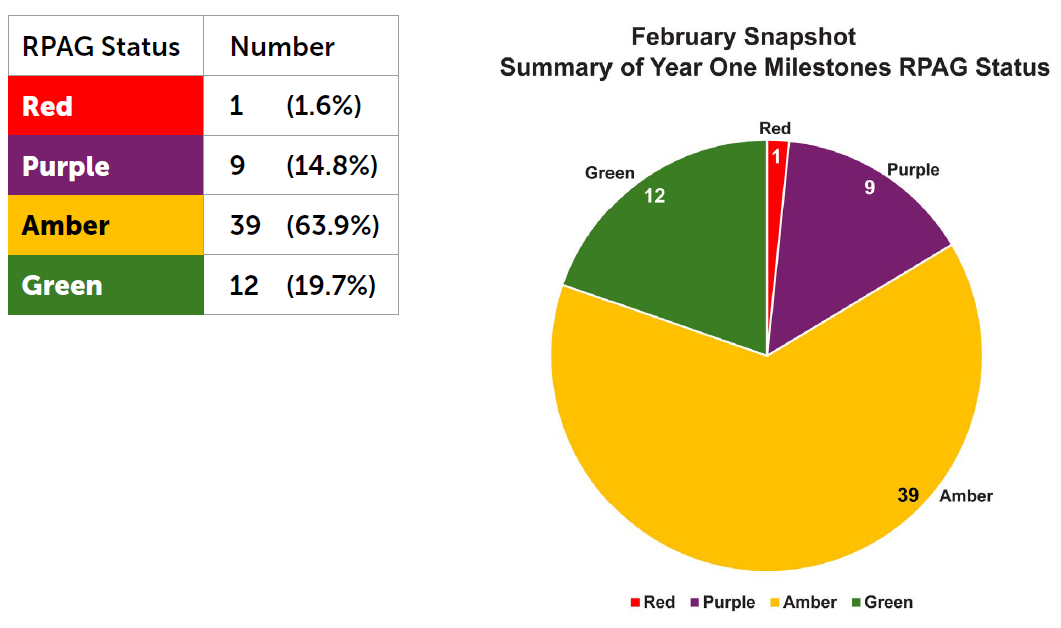 RPAG Status Number
Red 1 (1.6%)
Purple 9 (14.8%)
Amber 39 (63.9%)
Green 12 (19.7%)
February Snapshot
Summary of Year One Milestones RPAG Status
Red
1
Purple
9
Green
12
39 Amber
Red Purple Amber Green